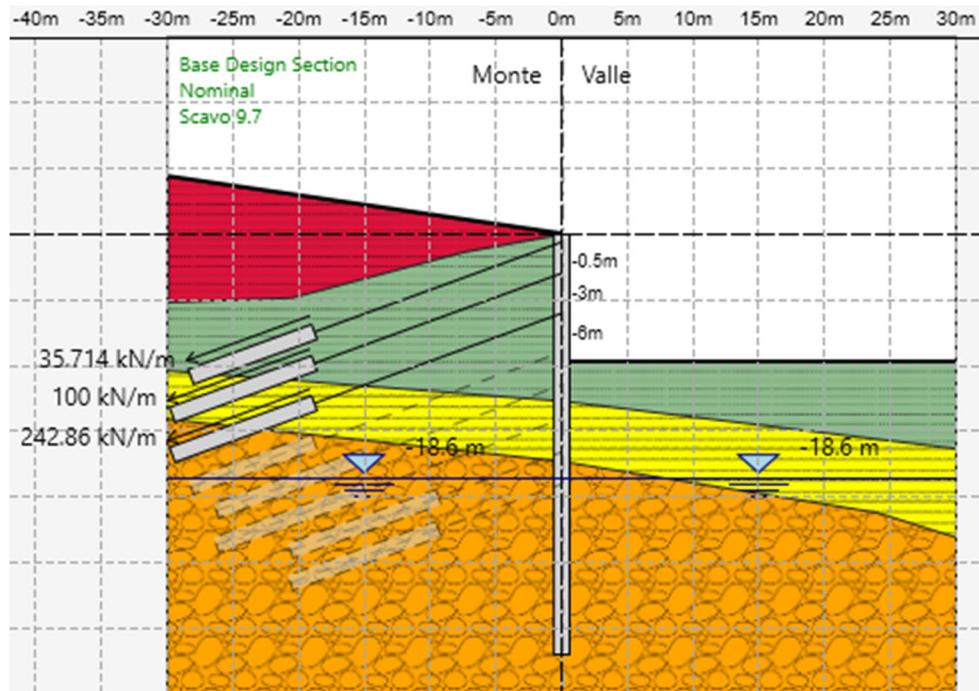 -40m -35m -30m -25m -20m -15m -10m -5m 0m 5m 10m 15m 20m 25m 30m
Base Design Section
Nominal
Scavo 9.7
Monte Valle
-0.5m
-3m
-6m
35.714 kN/m
100 kN/m
242.86 kN/m
-18.6 m -18.6 m